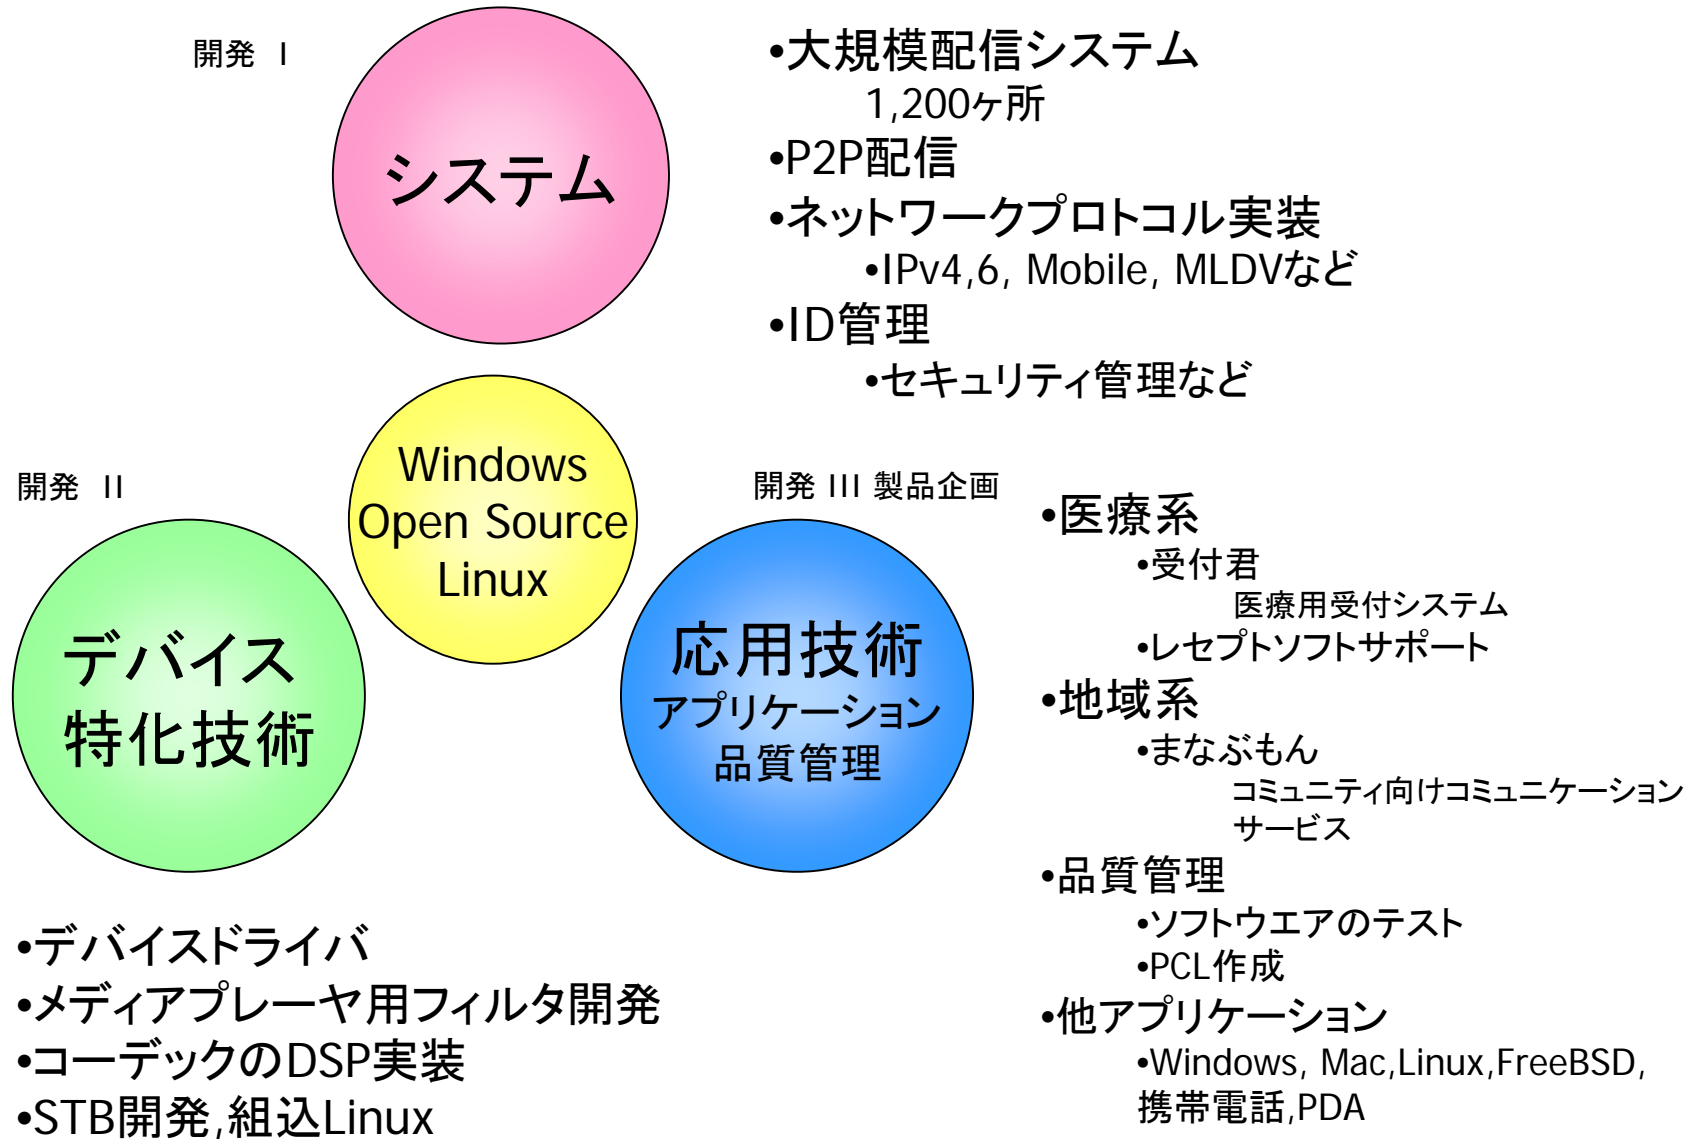 開発 I
システム
•大規模配信システム
1,200ヶ所
•P2P配信
•ネットワークプロトコル実装
•IPv4,6, Mobile, MLDVなど
•ID管理
•セキュリティ管理など
Windows
Open Source
Linux
開発 II
デバイス
特化技術
•デバイスドライバ
•メディアプレーヤ用フィルタ開発
•コーデックのDSP実装
•STB開発,組込Linux
開発 III 製品企画
応用技術
アプリケーション
品質管理
•医療系
•受付君
医療用受付システム
•レセプトソフトサポート
•地域系
•まなぶもん
コミュニティ向けコミュニケーション
サービス
•品質管理
•ソフトウエアのテスト
•PCL作成
•他アプリケーション
•Windows, Mac,Linux,FreeBSD,
携帯電話,PDA